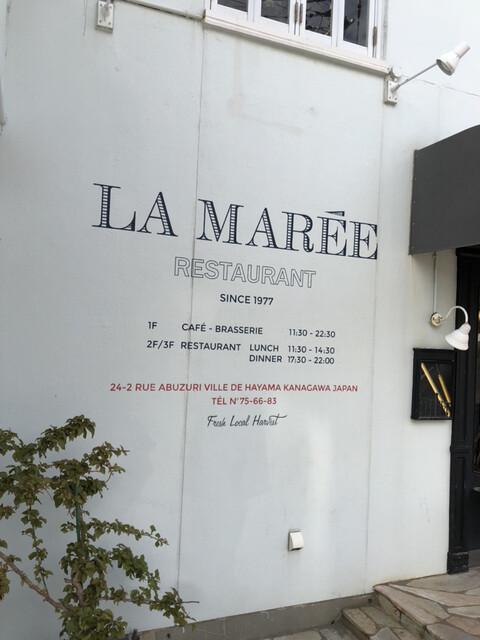 LA MARÉE
RESTAURANT
SINCE 1977
1F CAFÉ - BRASSERIE 11:30 - 22:30
2F/3F RESTAURANT LUNCH 11:30 - 14:30
DINNER 17:30 - 22:00
24-2 RUE ABUZURI VILLE DE HAYAMA KANAGAWA JAPAN
TÉL N° 75-66-83
Fresh Local Harvest